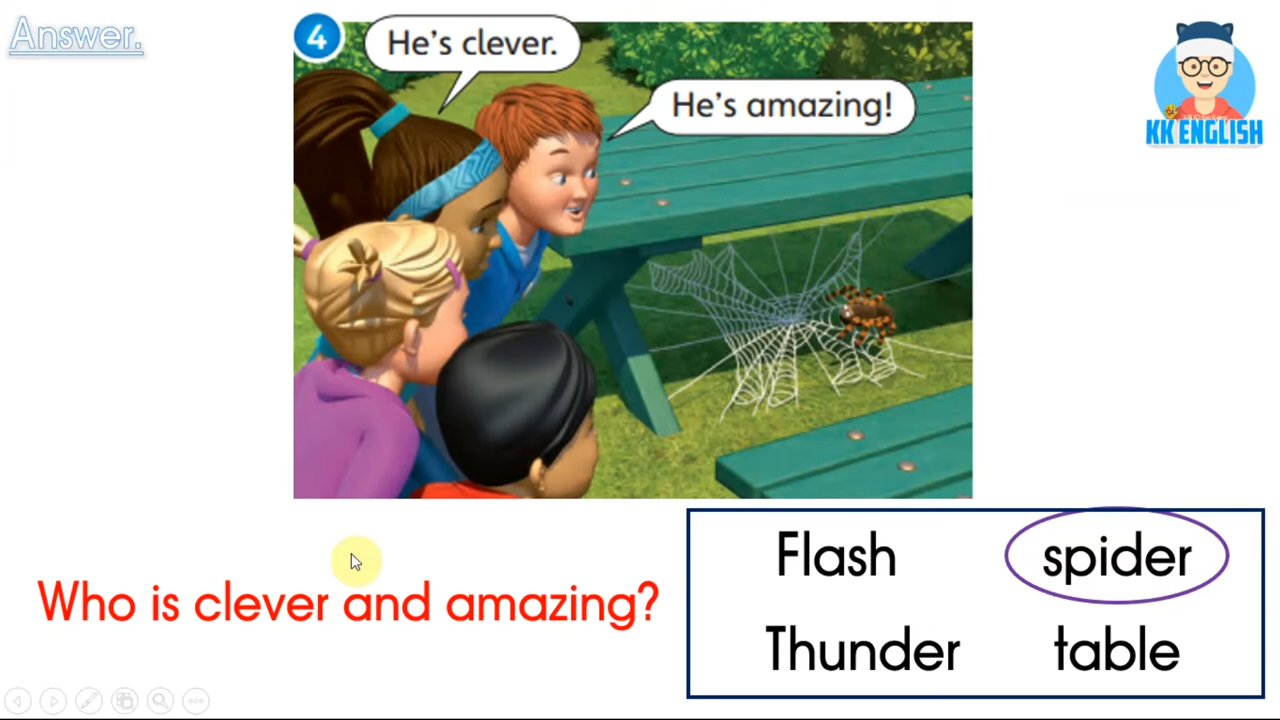 Answer.
4
He's clever.
He's amazing!
KK ENGLISH
Who is clever and amazing?
Flash
spider
Thunder
table